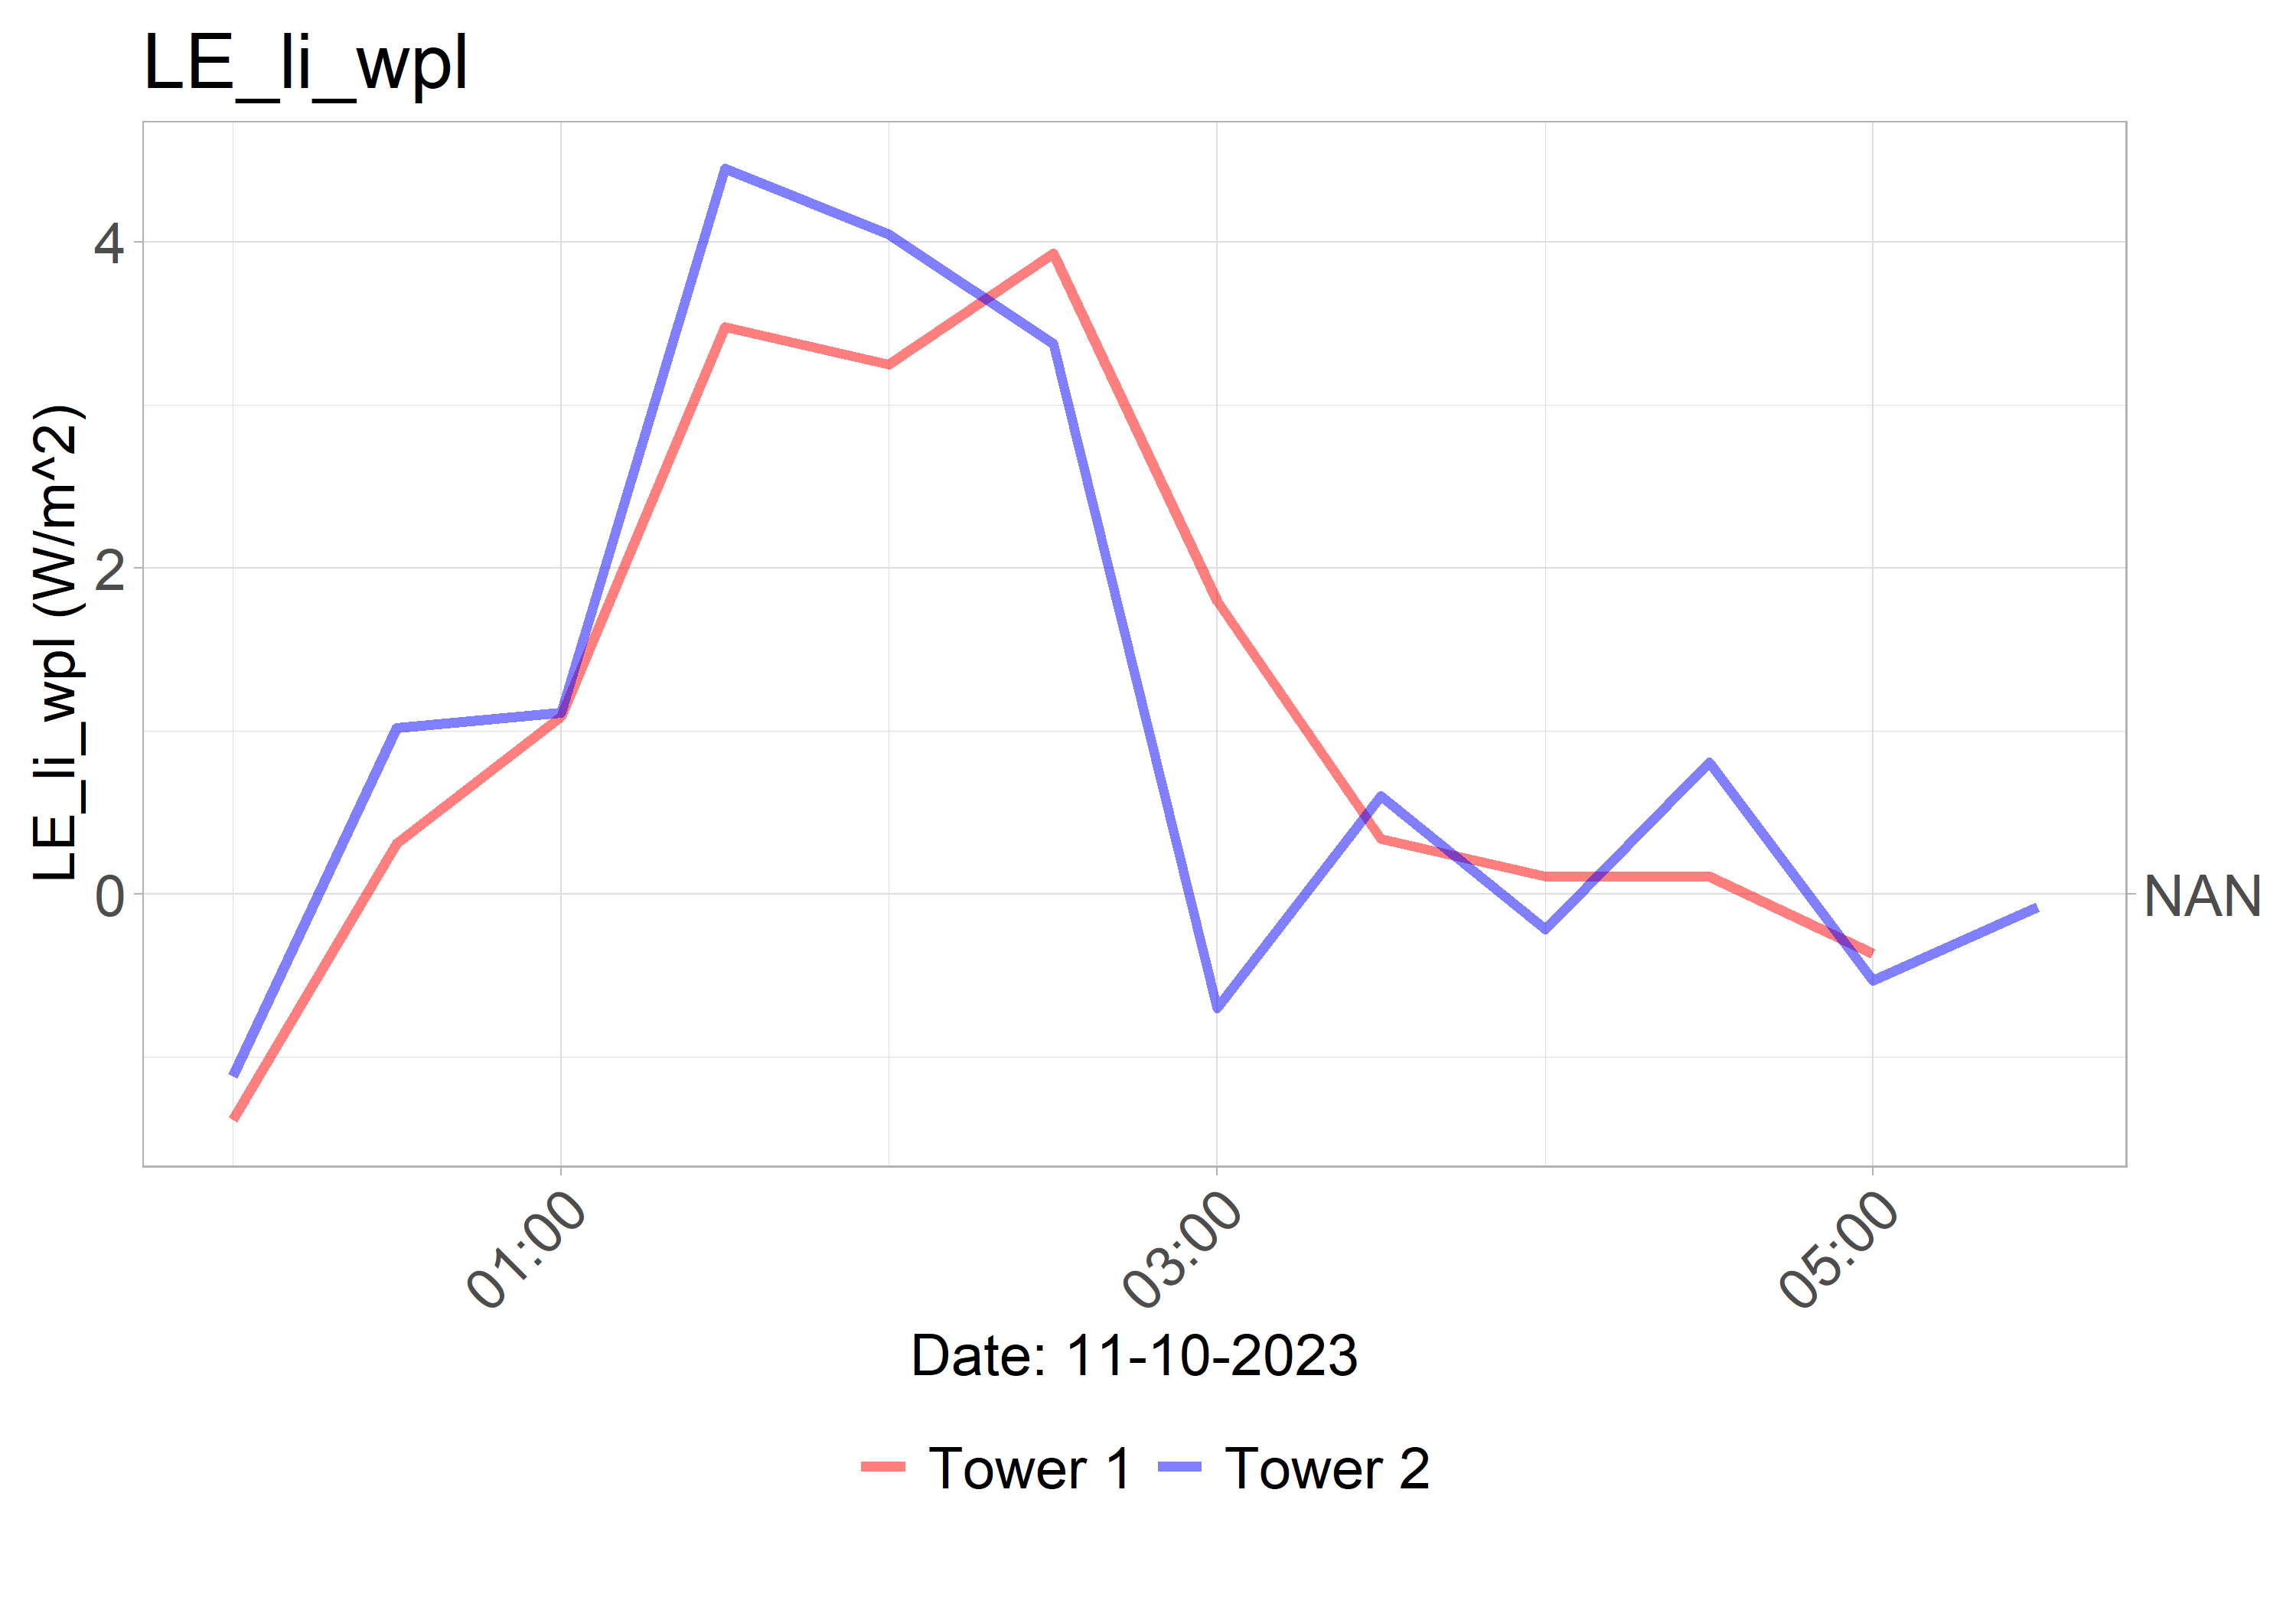 LE_li_wpl
LE_li_wpl (W/m^2)
4
2
0
NAN
01:00
03:00
05:00
Date: 11-10-2023
Tower 1
Tower 2